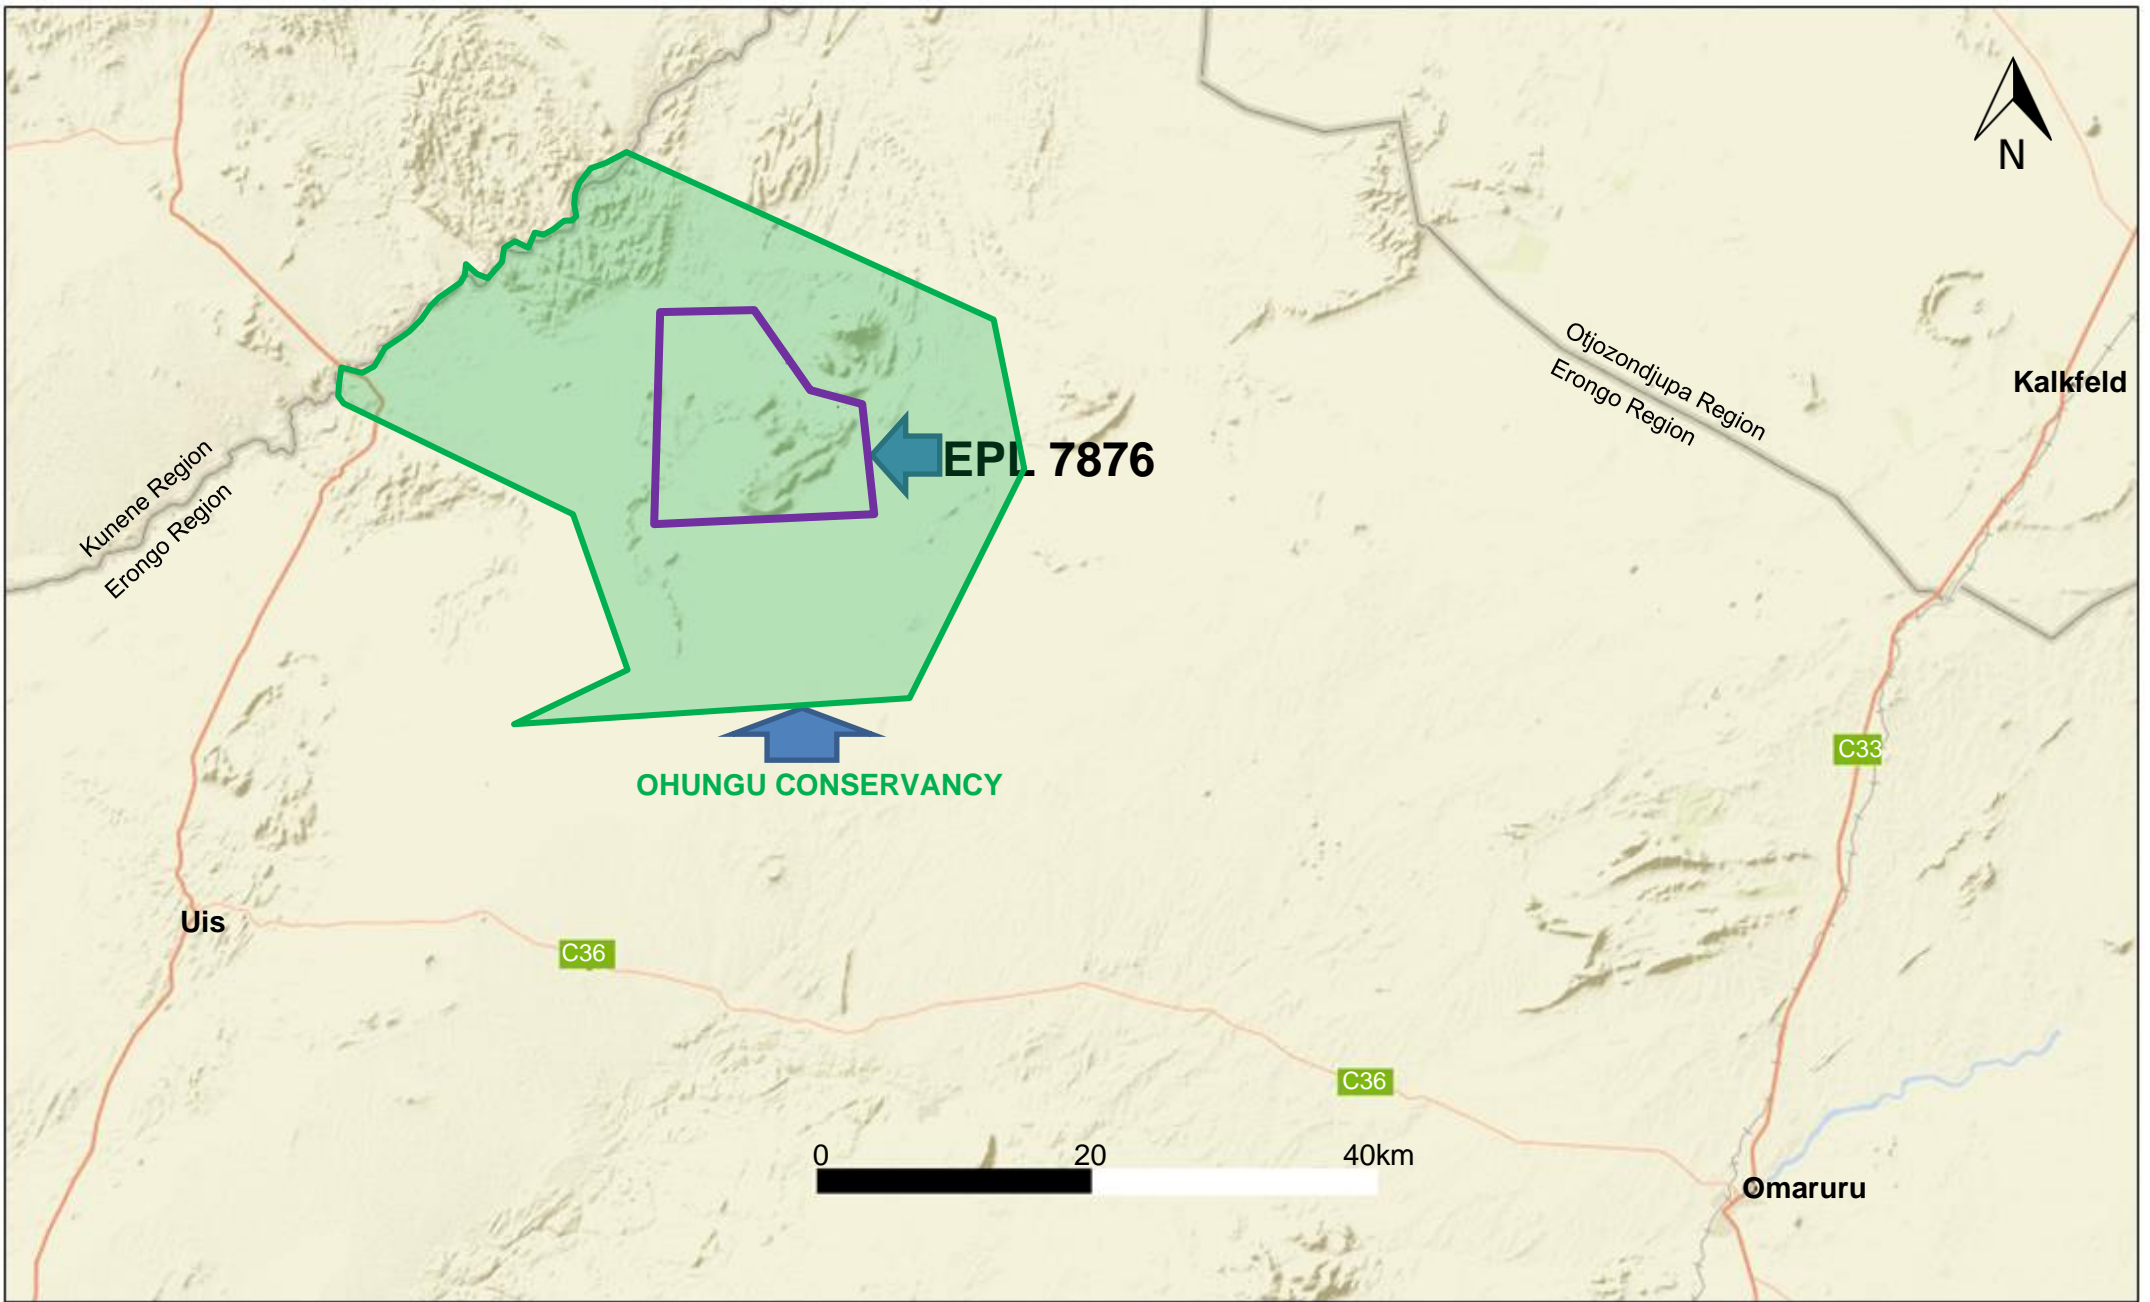 N
Otjozondjupa Region
Erongo Region
Kalkfeld
EPL 7876
Kunene Region
Erongo Region
C33
OHUNGU CONSERVANCY
Uis
C36
C36
0 20 40km
Omaruru